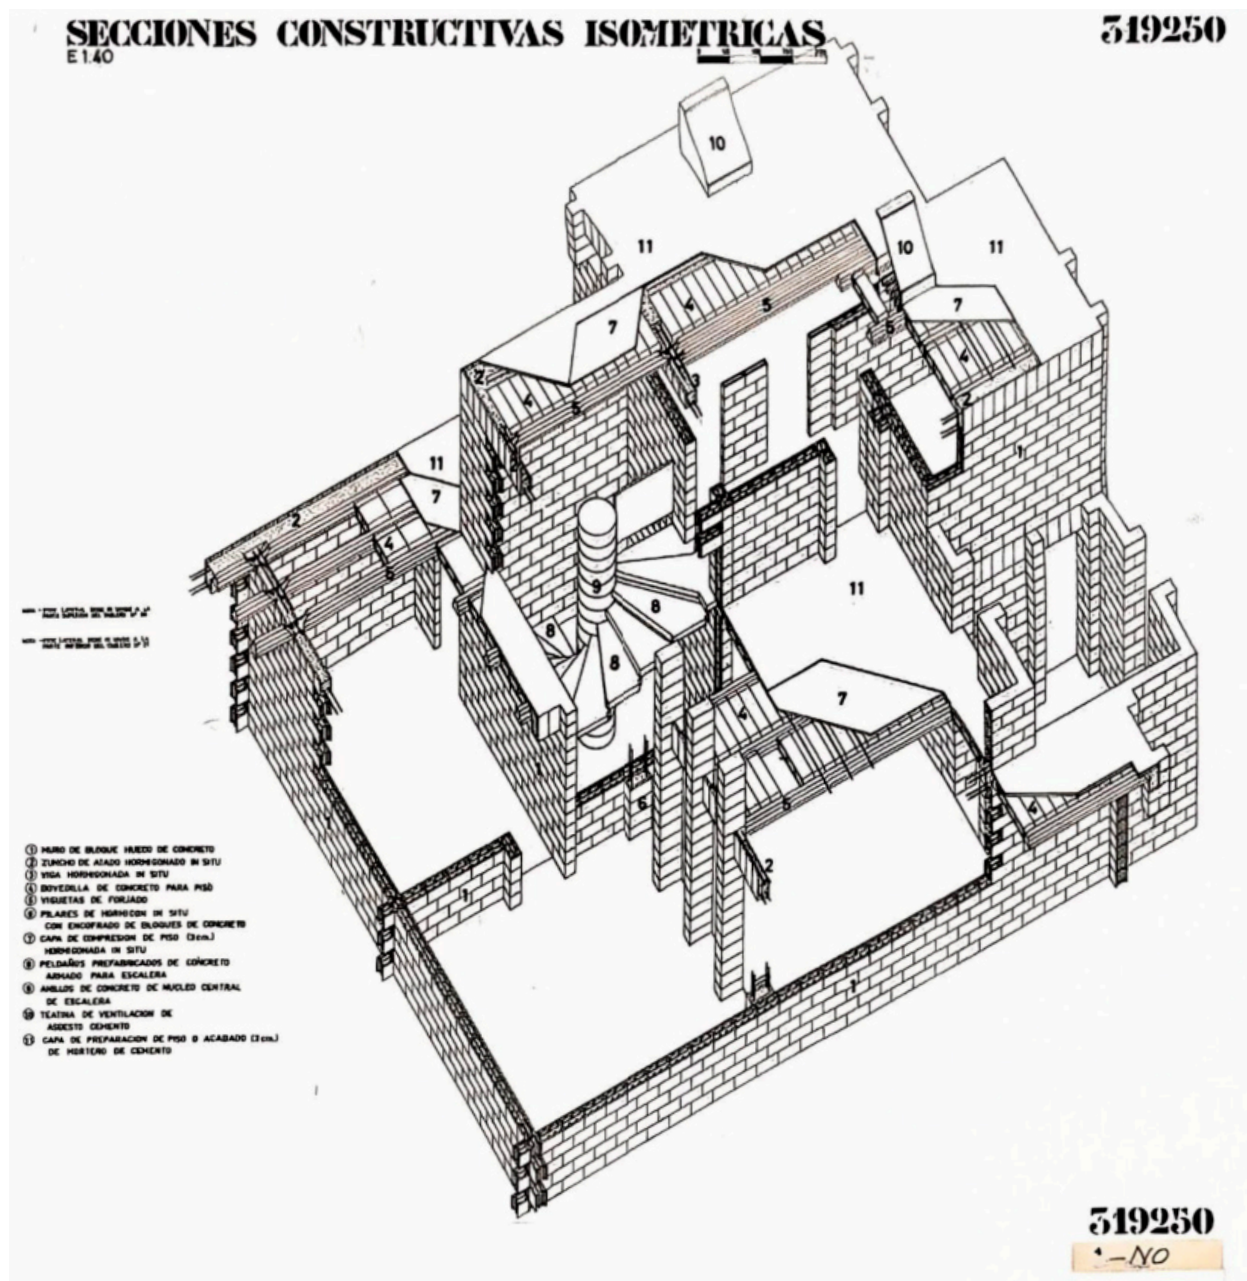 SECCIONES CONSTRUCTIVAS ISOMETRICAS
319250
E 1:40
10
11
10
11
7
4
5
7
5
3
2
4
4
5
2
1
11
7
2
4
5
9
8
11
8
8
7
4
1
6
5
4
2
1
1
1
① MURO DE BLOQUE HUECO DE CONCRETO
② ZUNCHO DE ATADO HORMIGONADO IN SITU
③ VIGA HORMIGONADA IN SITU
④ BOVEDILLA DE CONCRETO PARA PISO
⑤ VIGUETAS DE FORJADO
⑥ PILARES DE HORMIGON IN SITU
CON ENCOFRADO DE BLOQUES DE CONCRETO
⑦ CAPA DE COMPRESION DE PISO (3cm.)
HORMIGONADA IN SITU
⑧ PELDAÑOS PREFABRICADOS DE CONCRETO
ARMADO PARA ESCALERA
⑨ ANILLOS DE CONCRETO DE NUCLEO CENTRAL
DE ESCALERA
⑩ TEATINA DE VENTILACION DE
ASBESTO CEMENTO
⑪ CAPA DE PREPARACION DE PISO O ACABADO (3cm.)
DE MORTERO DE CEMENTO
319250
-NO